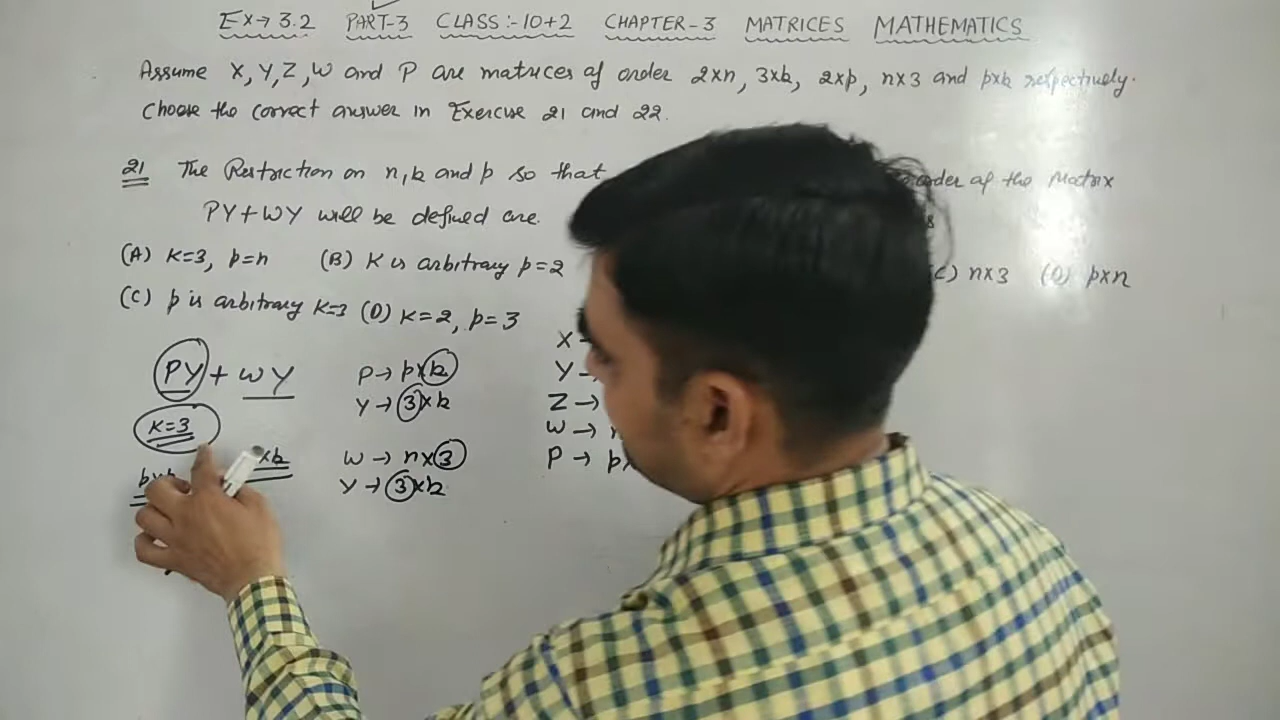 EX→ 3.2 PART-3 CLASS:-10+2 CHAPTER-3 MATRICES MATHEMATICS
Assume X, Y, Z, W and P are matrices of order 2×n, 3×k, 2×p, n×3 and p×k respectively.
Choose the correct answer in Exercise 21 and 22.
21 The Restriction on n, k and p so that
PY+WY will be defined are.
(A) K=3, p=n (B) K is arbitrary p=2
(C) p is arbitrary K=3 (D) K=2, p=3
order of the Matrix
(C) n×3 (D) p×n
PY + WY
K=3
p×k ×k
P→ p×k
Y→ 3×k
W→ n×3
Y→ 3×k
X→
Y→
Z→
W→
P→ p×